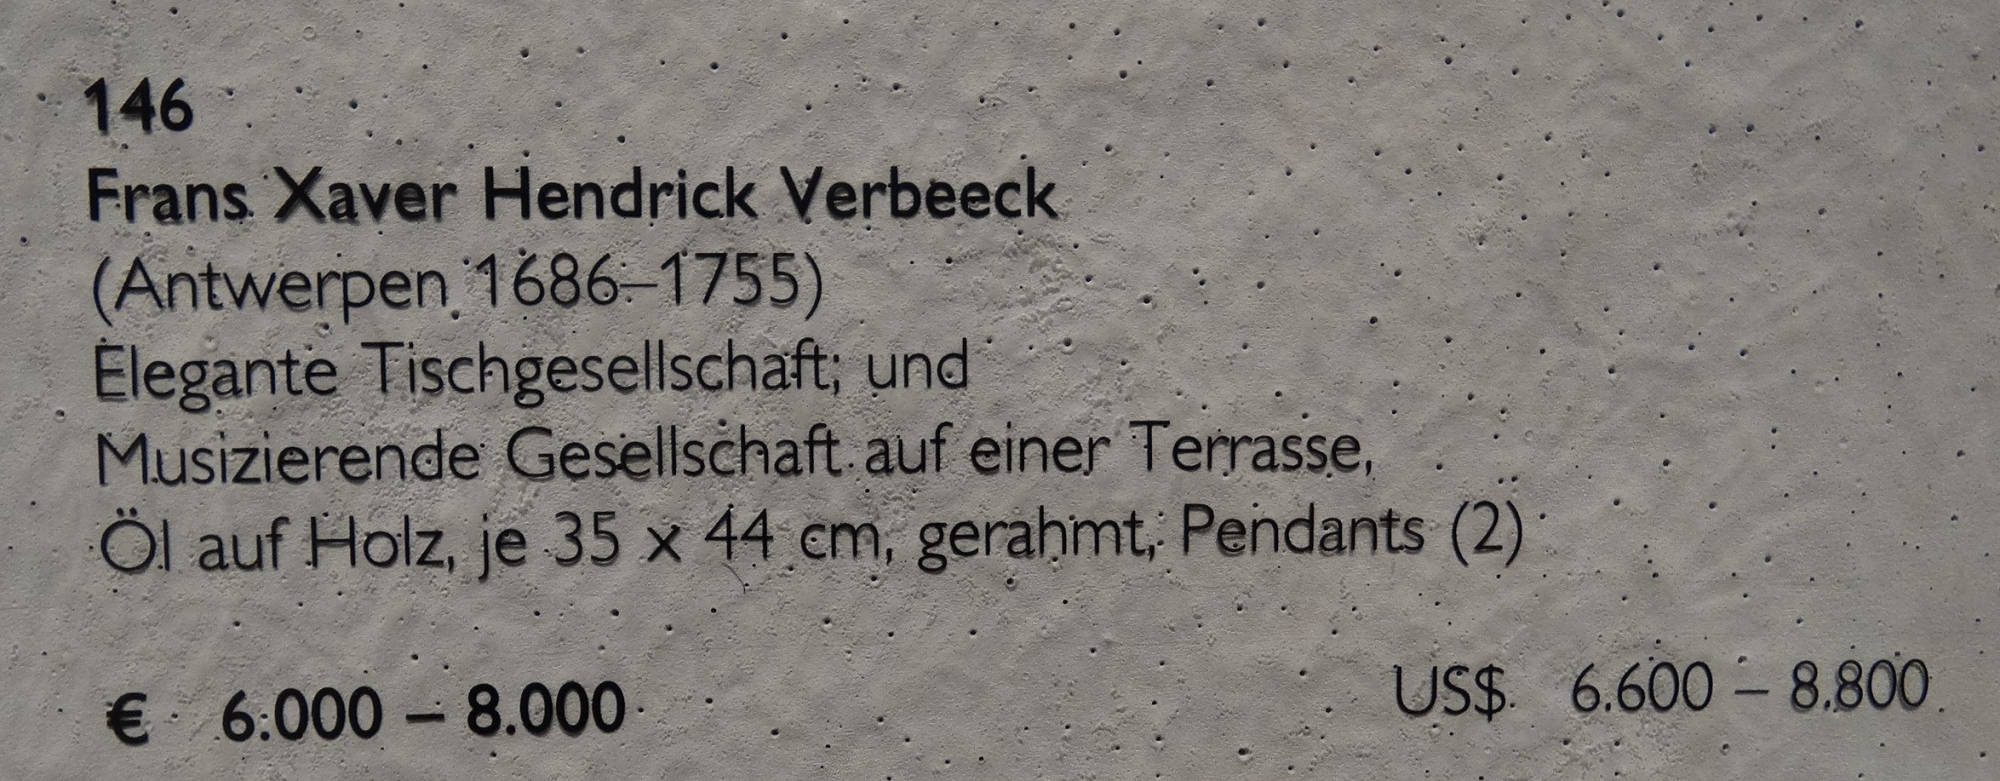 146
Frans Xaver Hendrick Verbeeck
(Antwerpen 1686–1755)
Elegante Tischgesellschaft; und
Musizierende Gesellschaft auf einer Terrasse,
Öl auf Holz, je 35 x 44 cm, gerahmt, Pendants (2)
€ 6.000 – 8.000 US$ 6.600 – 8.800